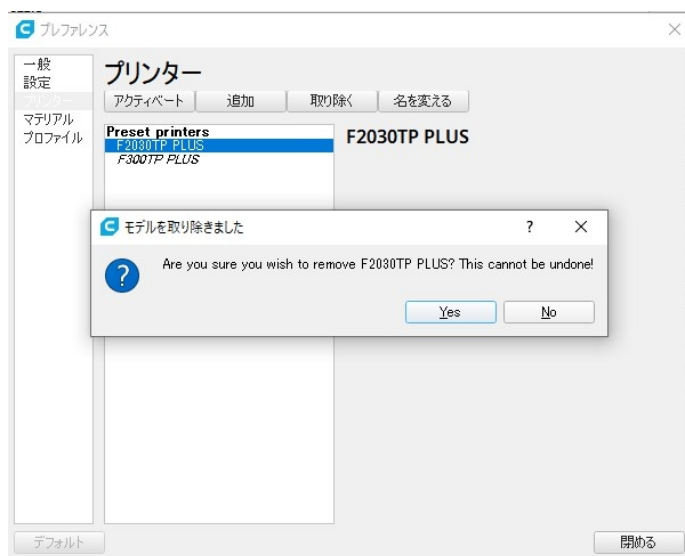 プレファレンス
一般
設定
プリンター
マテリアル
プロファイル
プリンター
アクティベート
追加
取り除く
名を変える
Preset printers
F2030TP PLUS
F300TP PLUS
F2030TP PLUS
モデルを取り除きました
Are you sure you wish to remove F2030TP PLUS? This cannot be undone!
Yes
No
デフォルト
閉める